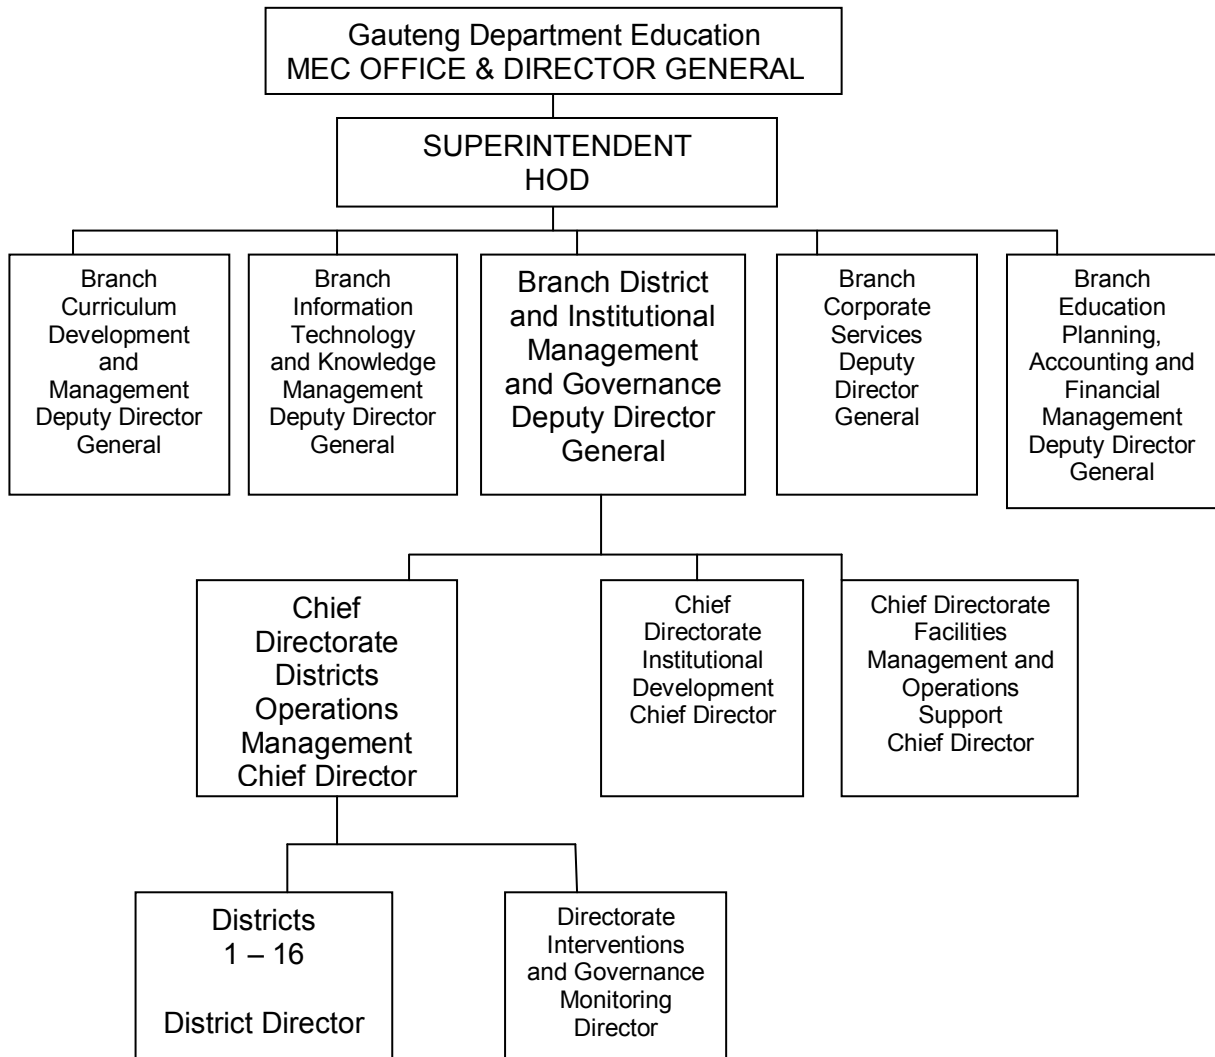 Gauteng Department Education
MEC OFFICE & DIRECTOR GENERAL
SUPERINTENDENT
HOD
Branch
Curriculum
Development
and
Management
Deputy Director
General
Branch
Information
Technology
and Knowledge
Management
Deputy Director
General
Branch District
and Institutional
Management
and Governance
Deputy Director
General
Branch
Corporate
Services
Deputy
Director
General
Branch
Education
Planning,
Accounting and
Financial
Management
Deputy Director
General
Chief
Directorate
Districts
Operations
Management
Chief Director
Chief
Directorate
Institutional
Development
Chief Director
Chief Directorate
Facilities
Management and
Operations
Support
Chief Director
Districts
1 – 16
District Director
Directorate
Interventions
and Governance
Monitoring
Director